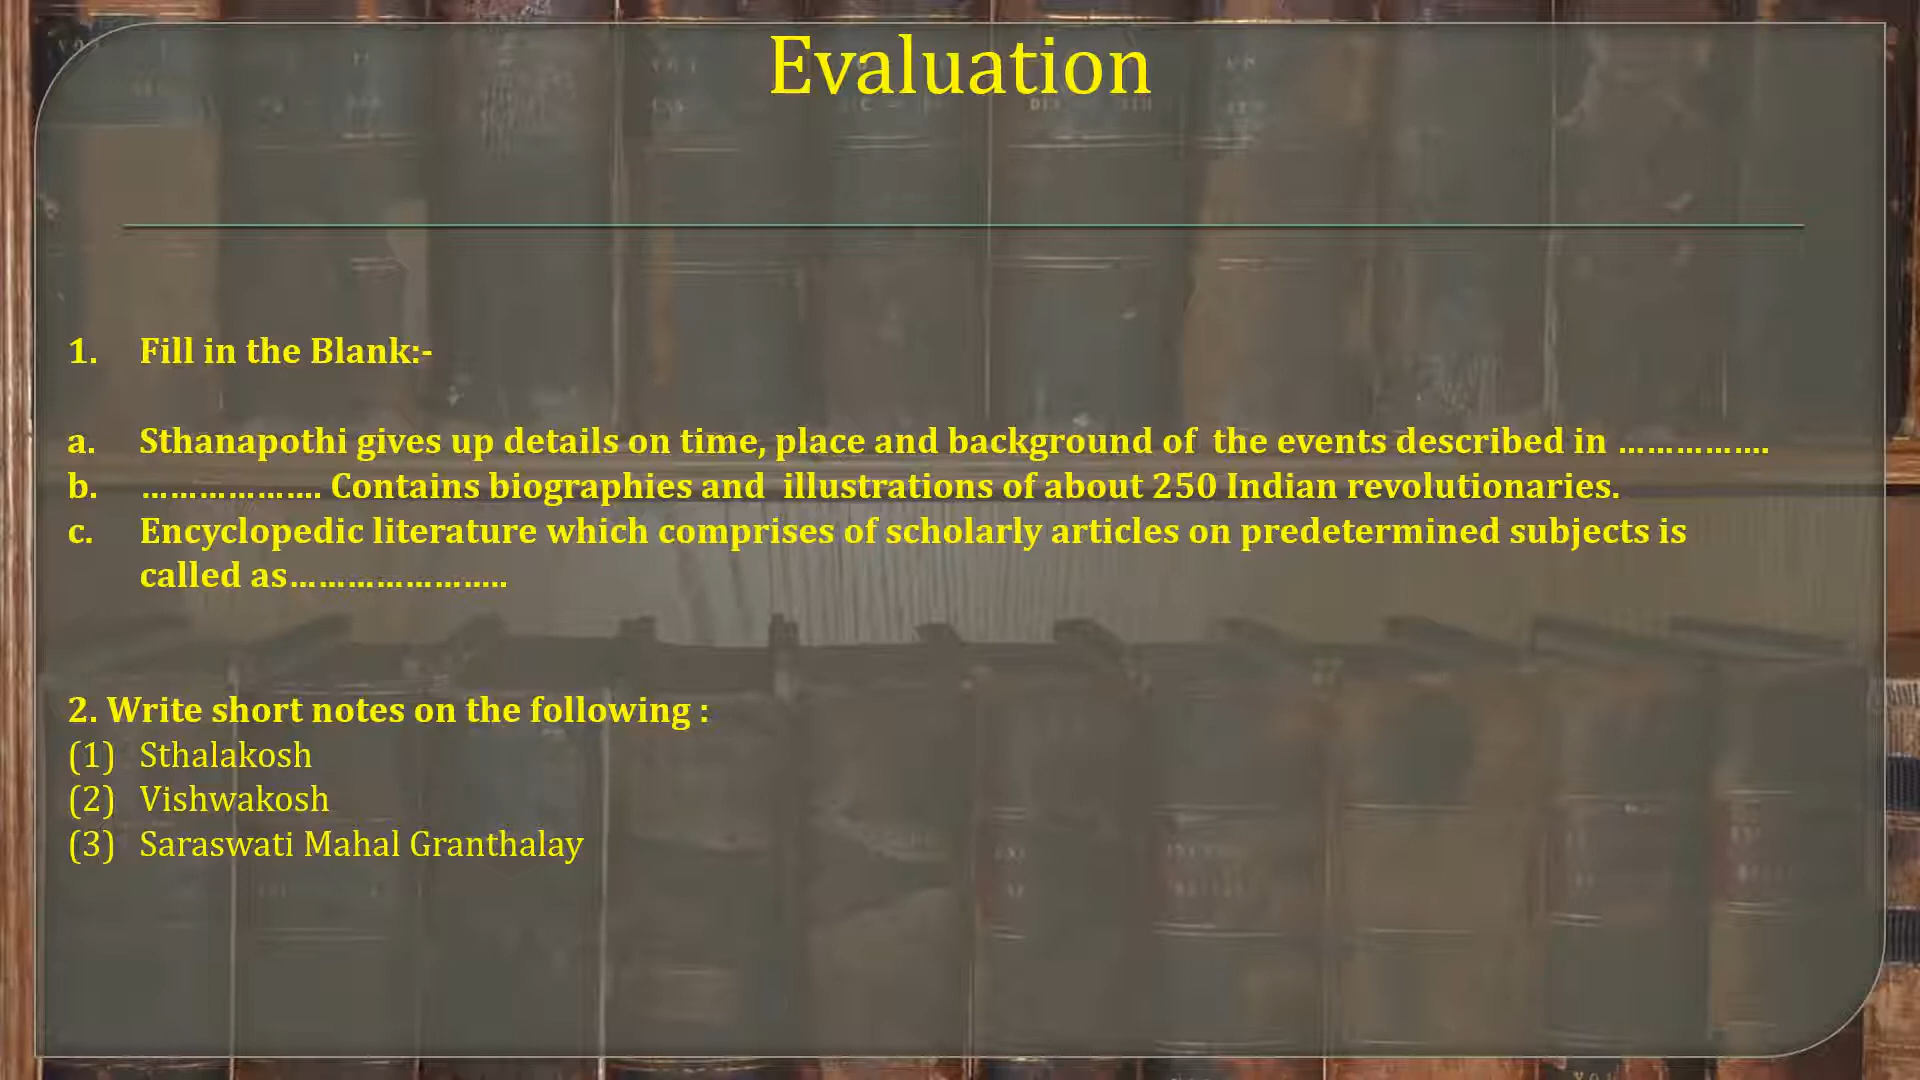 Evaluation
1. Fill in the Blank:-
a. Sthanapothi gives up details on time, place and background of the events described in …………….
b. ………………. Contains biographies and illustrations of about 250 Indian revolutionaries.
c. Encyclopedic literature which comprises of scholarly articles on predetermined subjects is
called as…………………..
2. Write short notes on the following :
(1) Sthalakosh
(2) Vishwakosh
(3) Saraswati Mahal Granthalay